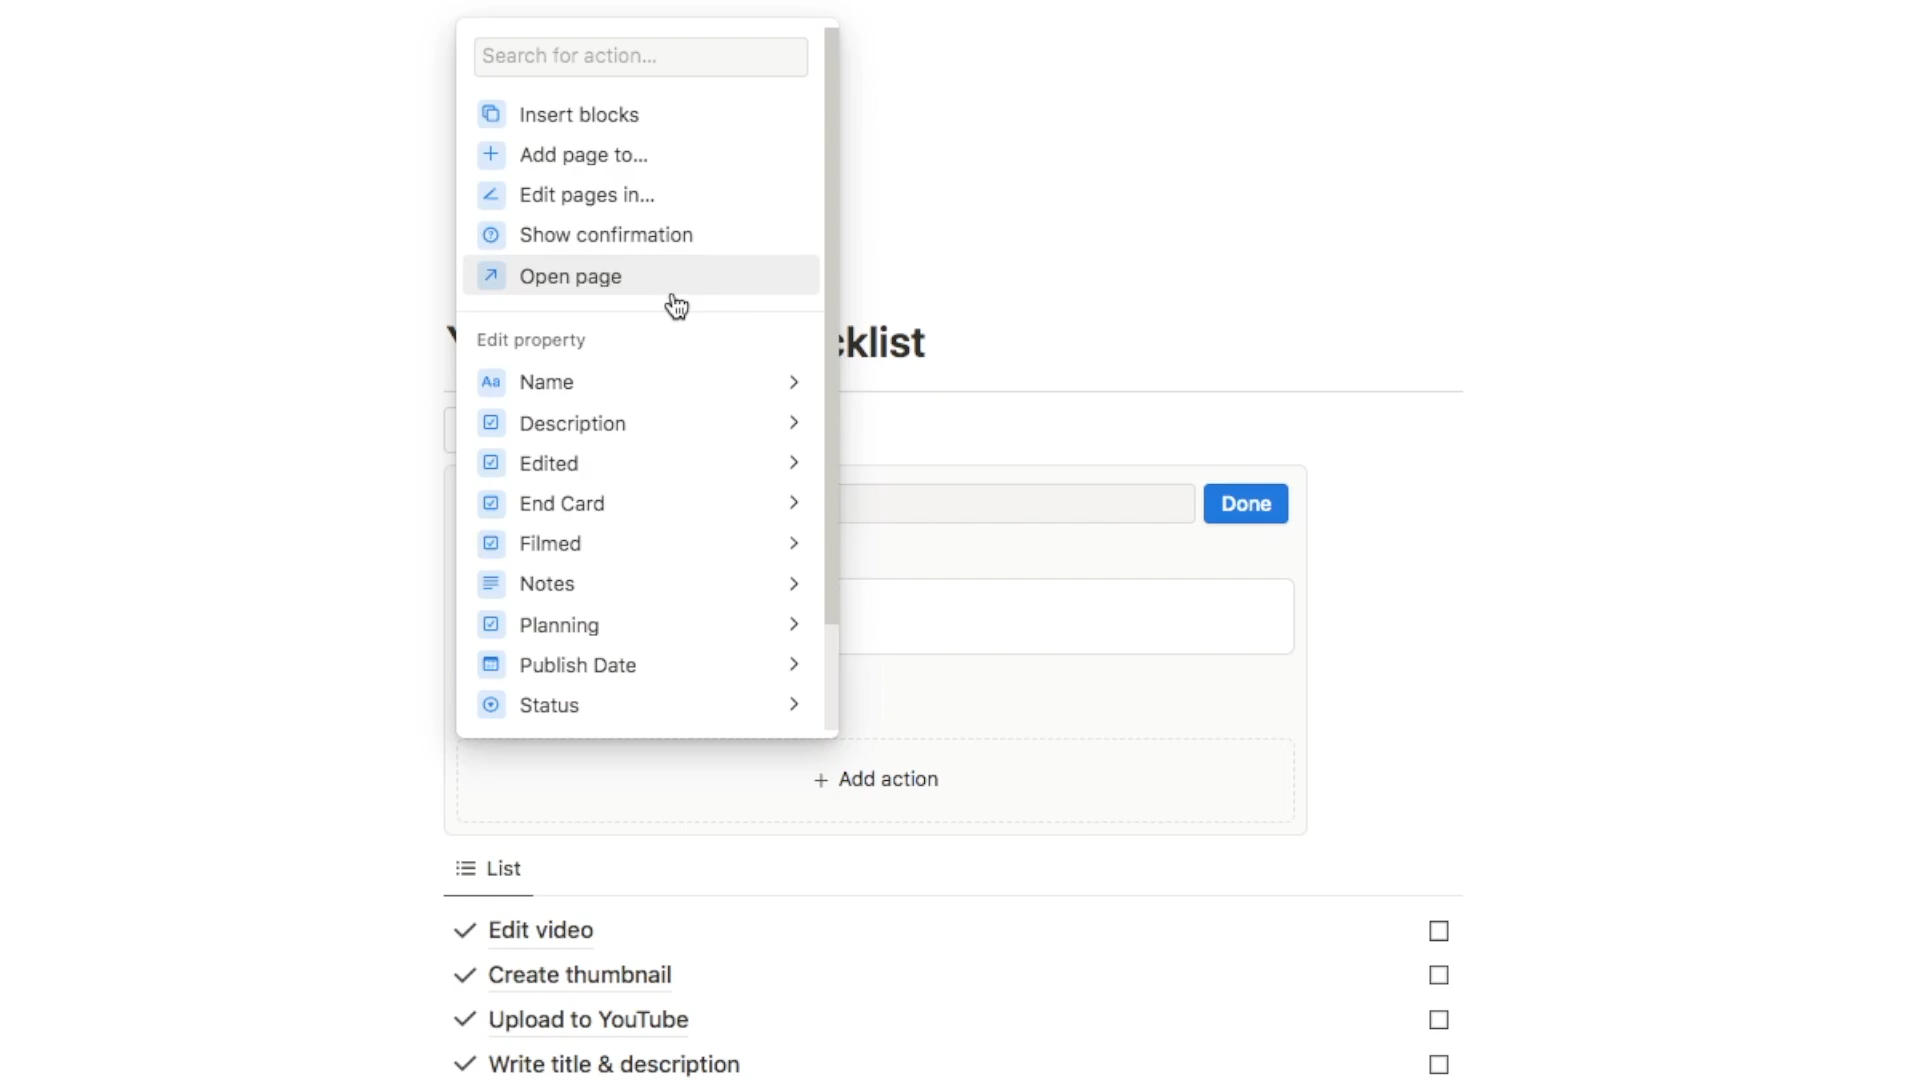 Search for action...
Insert blocks
Add page to...
Edit pages in...
Show confirmation
Open page
Edit property
cklist
Aa Name
Description
Edited
End Card
Done
Filmed
Notes
Planning
Publish Date
Status
+ Add action
List
Edit video
Create thumbnail
Upload to YouTube
Write title & description